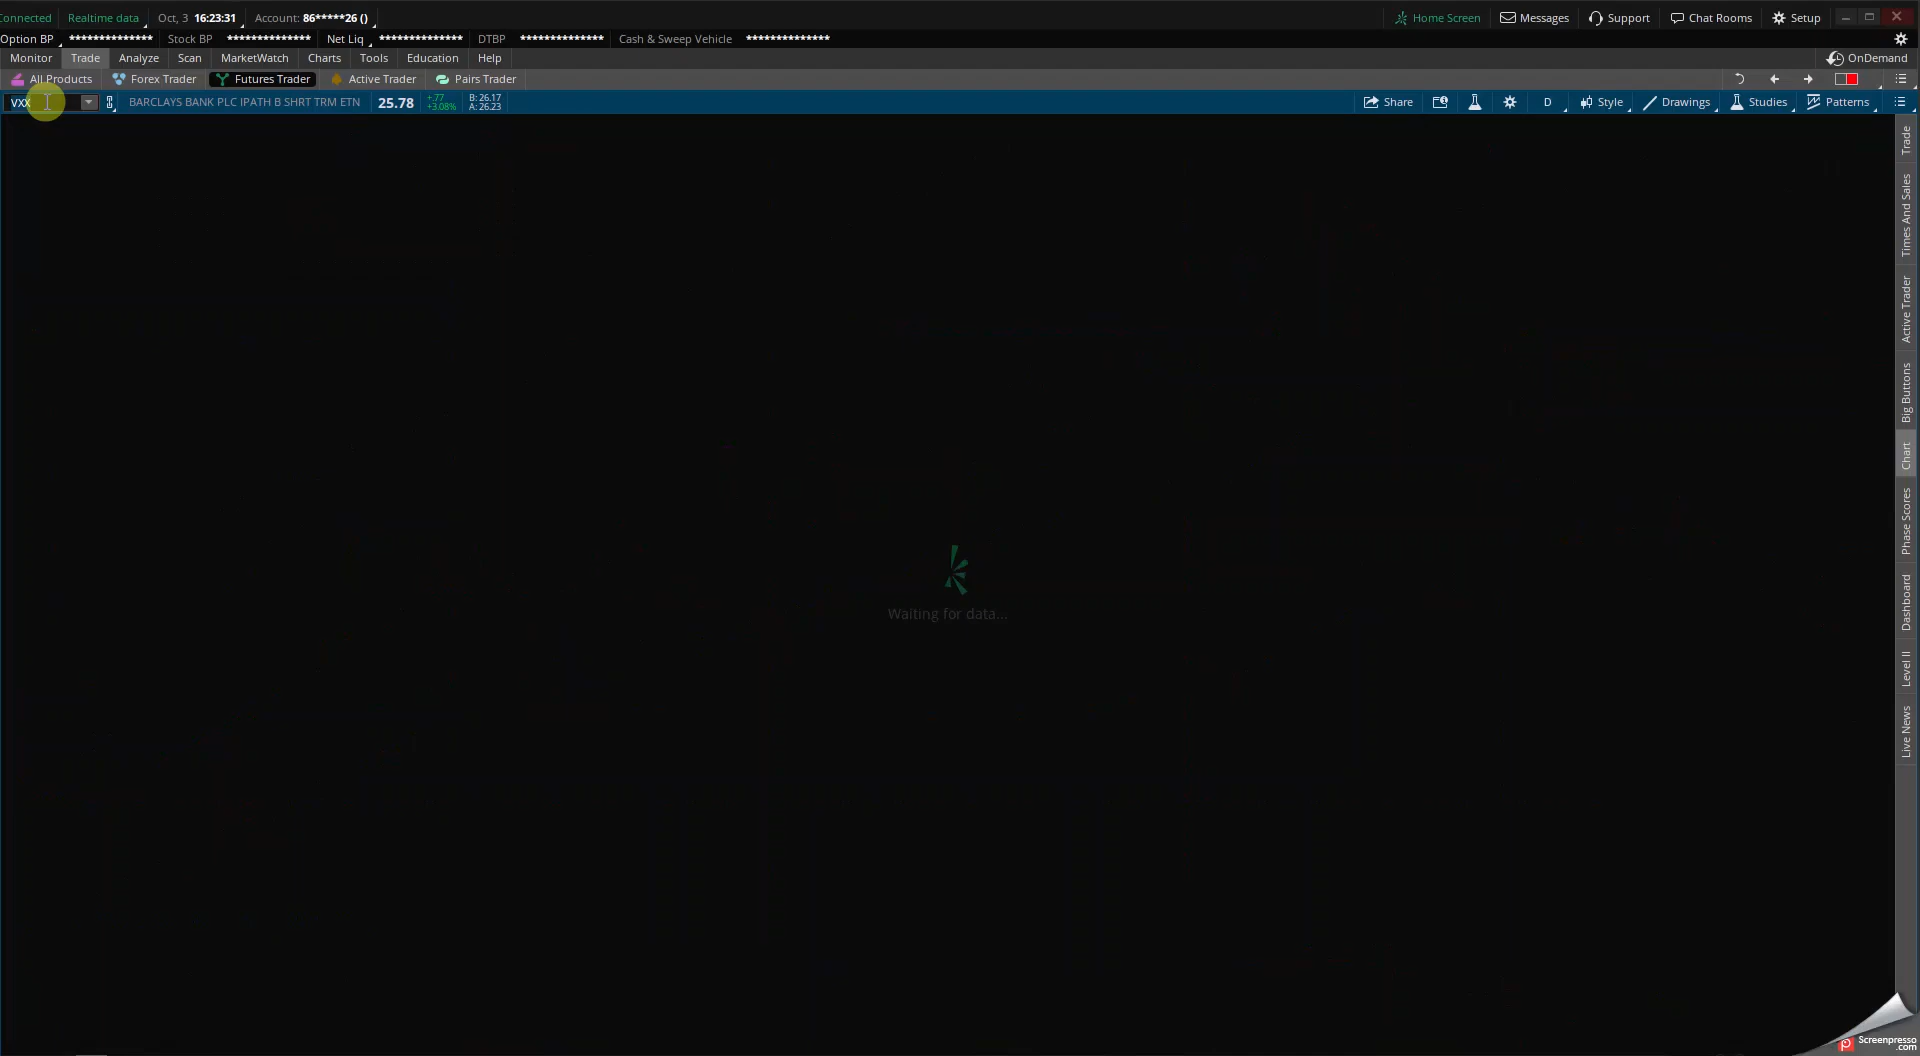 onnected Realtime data Oct, 3 16:23:31 Account: 86*****26 () Home Screen Messages Support Chat Rooms Setup
Option BP ************** Stock BP ************** Net Liq ************** DTBP ************** Cash & Sweep Vehicle **************
Monitor Trade Analyze Scan MarketWatch Charts Tools Education Help OnDemand
All Products Forex Trader Futures Trader Active Trader Pairs Trader
VXX BARCLAYS BANK PLC IPATH B SHRT TRM ETN 25.78 +.77 +3.08% B: 26.17 A: 26.23 Share D Style Drawings Studies Patterns
Trade
Times And Sales
Active Trader
Big Buttons
Chart
Phase Scores
Dashboard
Level II
Live News
Waiting for data...
Screenpresso
.com